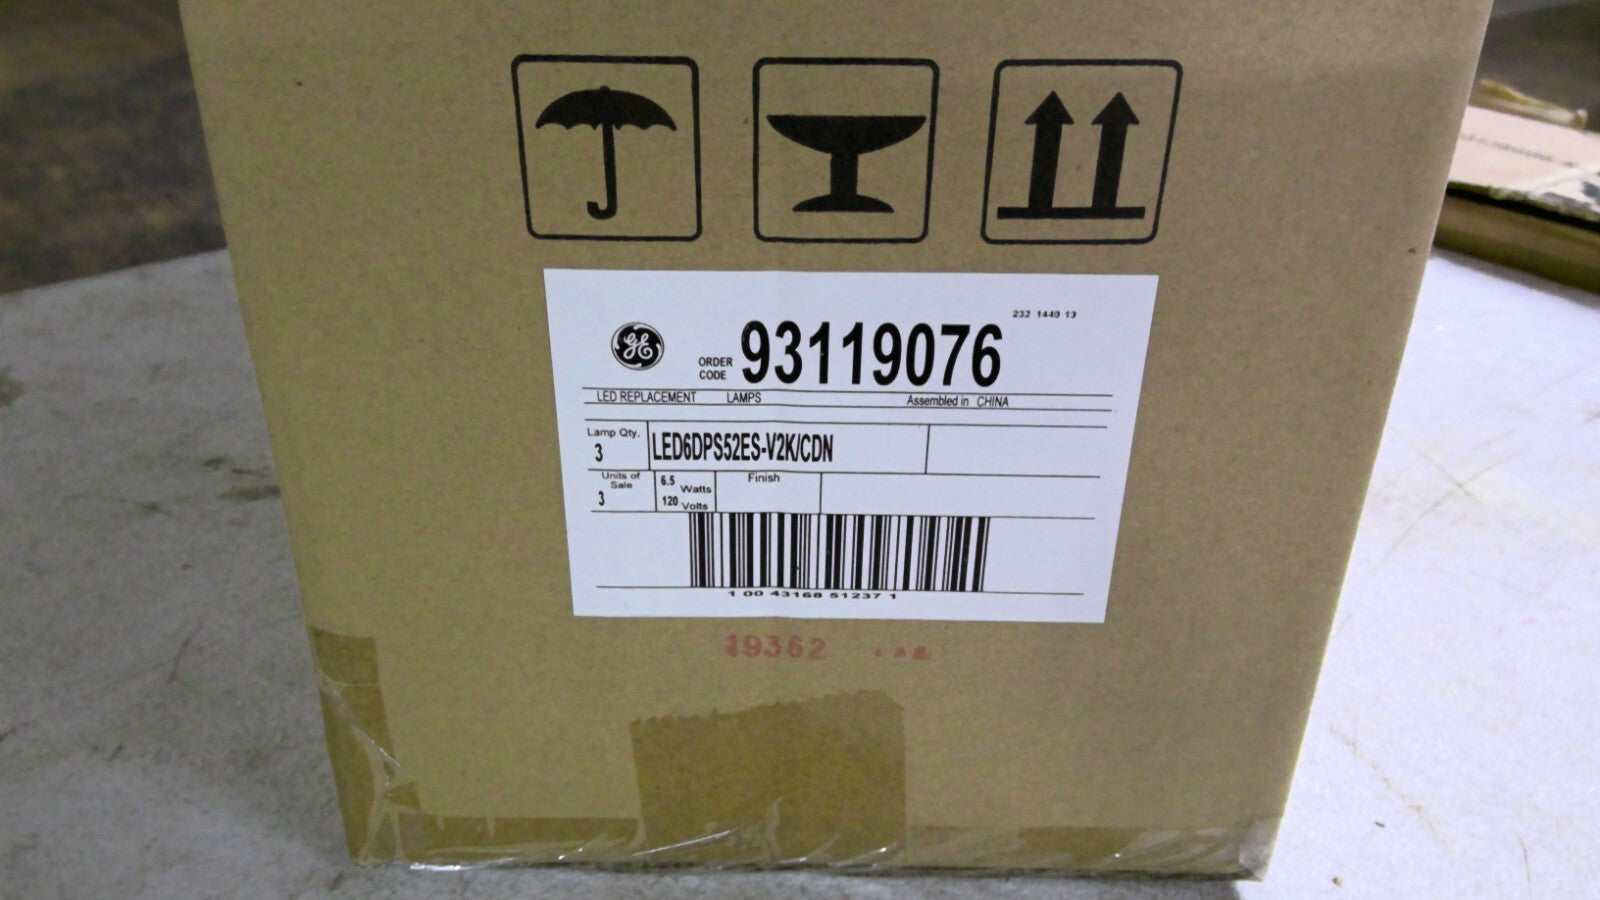 232 1440 13
GE
ORDER CODE 93119076
LED REPLACEMENT LAMPS Assembled in CHINA
Lamp Qty. 3 LED6DPS52ES-V2K/CDN
Units of Sale 3 6.5 Watts 120 Volts Finish
1 00 43168 51237 1
19362